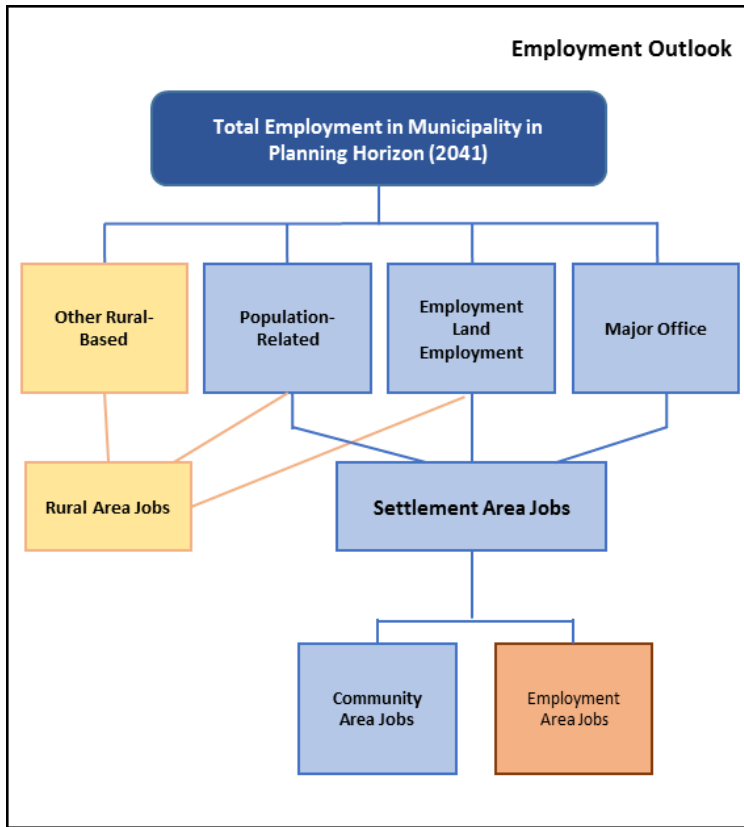 Employment Outlook
Total Employment in Municipality in
Planning Horizon (2041)
Other Rural-
Based
Population-
Related
Employment
Land
Employment
Major Office
Rural Area Jobs
Settlement Area Jobs
Community
Area Jobs
Employment
Area Jobs